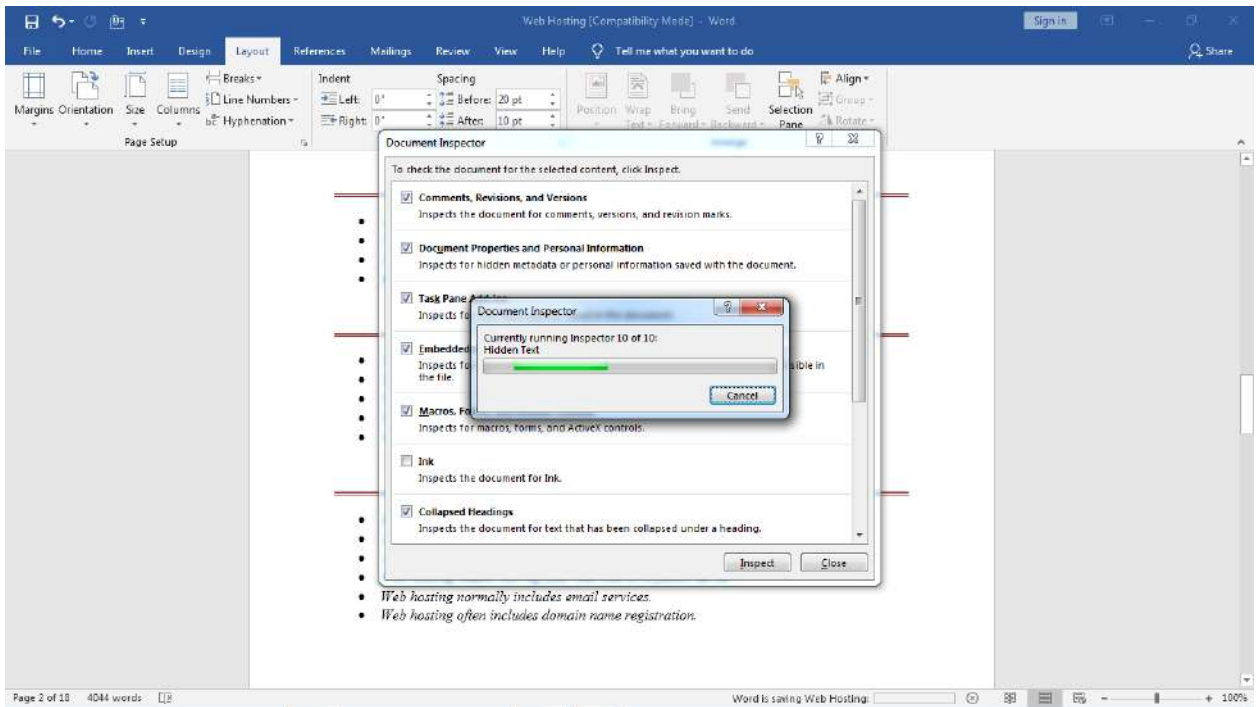 Web Hosting [Compatibility Mode] - Word
Sign in
File Home Insert Design Layout References Mailings Review View Help Tell me what you want to do Share
Margins Orientation Size Columns
Breaks
Line Numbers
Hyphenation
Page Setup
Indent
Left: 0"
Right: 0"
Spacing
Before: 20 pt
After: 10 pt
Position Wrap Text Bring Forward Send Backward Selection Pane
Align
Group
Rotate
Arrange
Document Inspector
To check the document for the selected content, click Inspect.
Comments, Revisions, and Versions
Inspects the document for comments, versions, and revision marks.
Document Properties and Personal Information
Inspects for hidden metadata or personal information saved with the document.
Task Pane
Inspects
Document Inspector
Currently running Inspector 10 of 10:
Hidden Text
Cancel
Embedded
Inspects
in
the file.
Macros,
Inspects for macros, forms, and ActiveX controls.
Ink
Inspects the document for Ink.
Collapsed Headings
Inspects the document for text that has been collapsed under a heading.
Inspect Close
Web hosting normally includes email services.
Web hosting often includes domain name registration.
Page 2 of 18 4044 words Word is saving Web Hosting: 100%